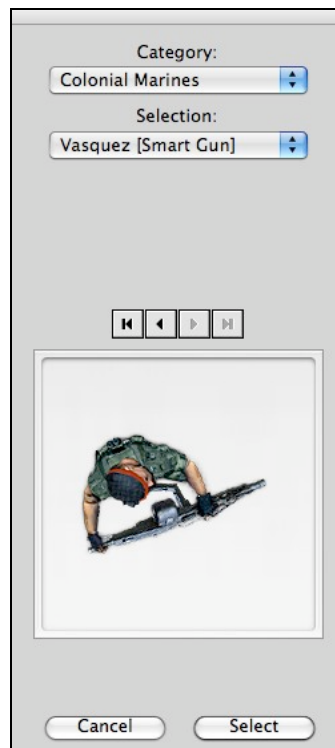 Category:
Colonial Marines
Selection:
Vasquez [Smart Gun]
Cancel
Select